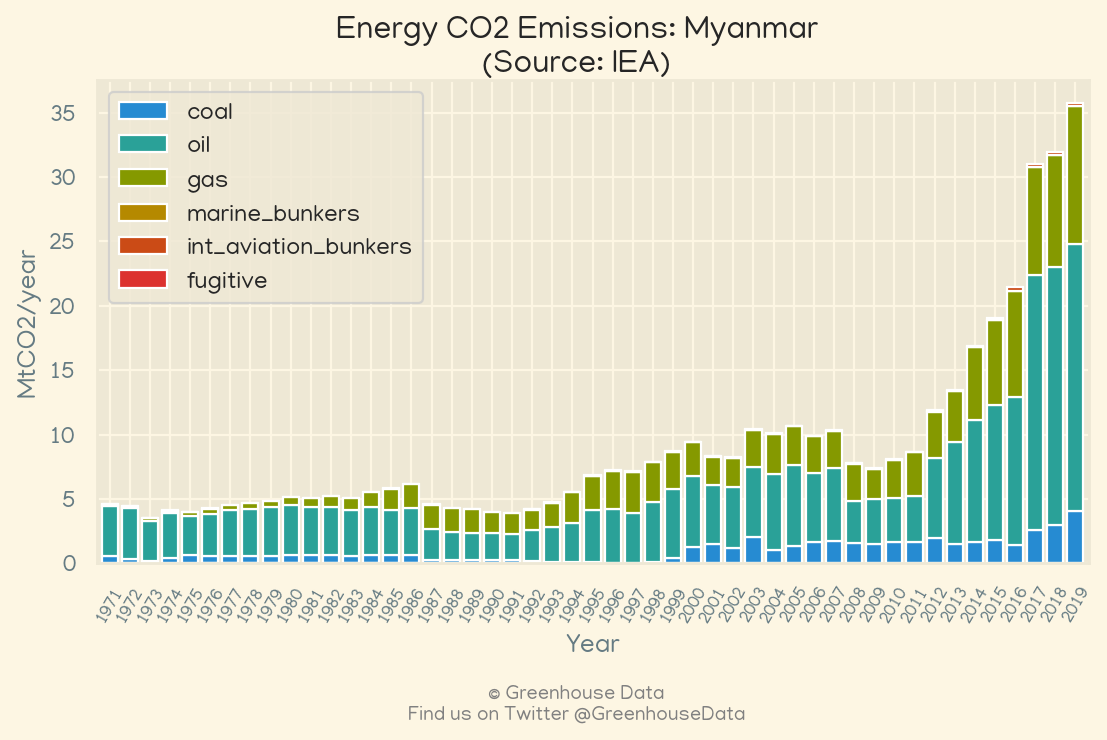 Energy CO2 Emissions: Myanmar
(Source: IEA)
coal
oil
gas
marine_bunkers
int_aviation_bunkers
fugitive
MtCO2/year
35
30
25
20
15
10
5
0
1971 1972 1973 1974 1975 1976 1977 1978 1979 1980 1981 1982 1983 1984 1985 1986 1987 1988 1989 1990 1991 1992 1993 1994 1995 1996 1997 1998 1999 2000 2001 2002 2003 2004 2005 2006 2007 2008 2009 2010 2011 2012 2013 2014 2015 2016 2017 2018 2019
Year
© Greenhouse Data
Find us on Twitter @GreenhouseData